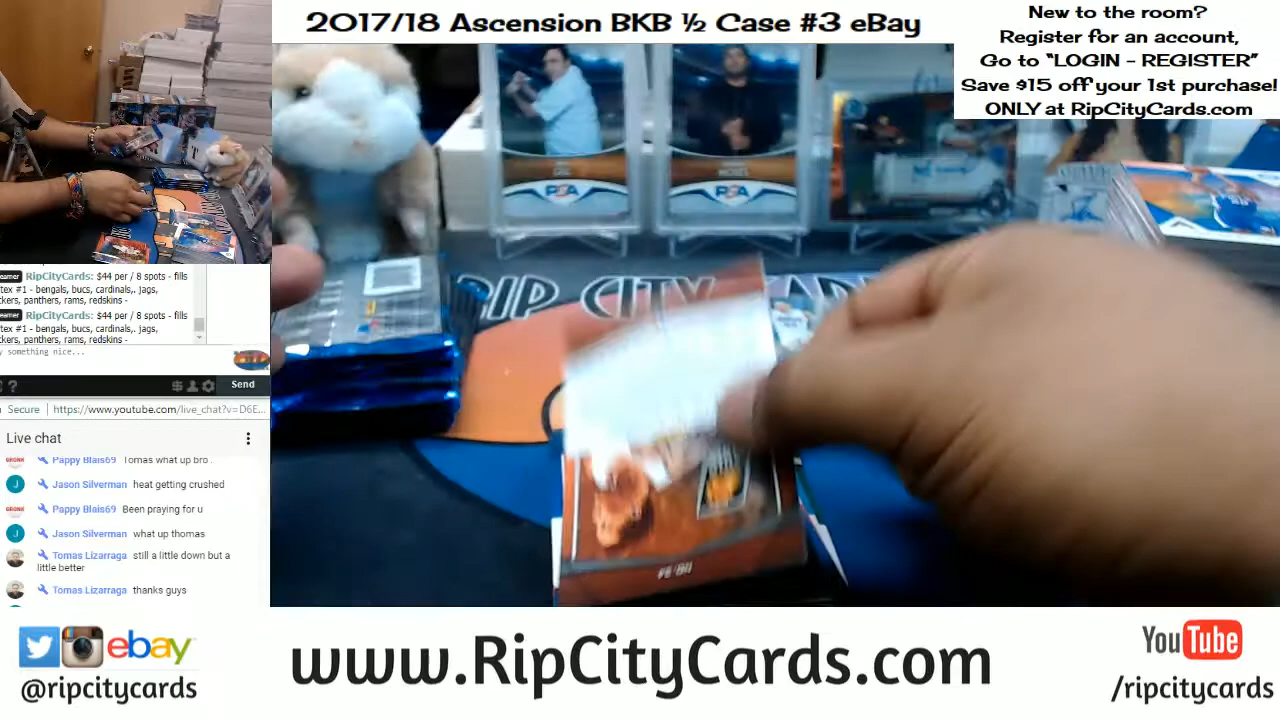 2017/18 Ascension BKB ½ Case #3 eBay
New to the room?
Register for an account,
Go to “LOGIN - REGISTER”
Save $15 off your 1st purchase!
ONLY at RipCityCards.com
PSA
PSA
RIP CITY
RipCityCards: $44 per / 8 spots - fills
tex #1 - bengals, bucs, cardinals,. jags,
ckers, panthers, rams, redskins -
RipCityCards: $44 per / 8 spots - fills
tex #1 - bengals, bucs, cardinals,. jags,
ckers, panthers, rams, redskins -
y something nice...
Send
Secure https://www.youtube.com/live_chat?v=D6E...
Live chat
Pappy Blais69 Tomas what up bro .
Jason Silverman heat getting crushed
Pappy Blais69 Been praying for u
Jason Silverman what up thomas
Tomas Lizarraga still a little down but a
little better
Tomas Lizarraga thanks guys
ebay
@ripcitycards
www.RipCityCards.com
YouTube
/ripcitycards